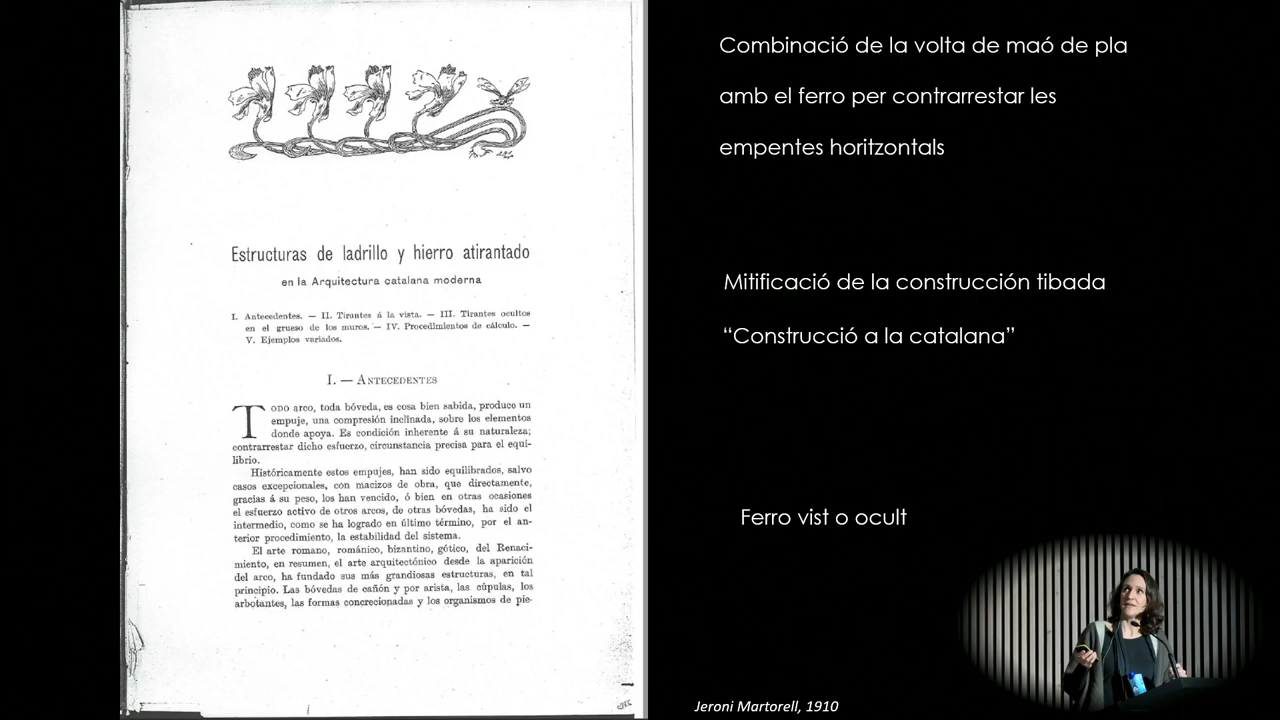 Estructuras de ladrillo y hierro atirantado
en la Arquitectura catalana moderna
I. Antecedentes. — II. Tirantes á la vista. — III. Tirantes ocultos
en el grueso de los muros. — IV. Procedimientos de cálculo. —
V. Ejemplos variados.
I. — ANTECEDENTES
TODO arco, toda bóveda, es cosa bien sabida, produce un
empuje, una compresión inclinada, sobre los elementos
donde apoya. Es condición inherente á su naturaleza;
contrarrestar dicho esfuerzo, circunstancia precisa para el equi-
librio.
Históricamente estos empujes, han sido equilibrados, salvo
casos excepcionales, con macizos de obra, que directamente,
gracias á su peso, los han vencido, ó bien en otras ocasiones
el esfuerzo activo de otros arcos, de otras bóvedas, ha sido el
intermedio, como se ha logrado en último término, por el an-
terior procedimiento, la estabilidad del sistema.
El arte romano, románico, bizantino, gótico, del Renaci-
miento, en resumen, el arte arquitectónico desde la aparición
del arco, ha fundado sus más grandiosas estructuras, en tal
principio. Las bóvedas de cañón y por arista, las cúpulas, los
arbotantes, las formas concrecionadas y los organismos de pie-
Combinació de la volta de maó de pla
amb el ferro per contrarrestar les
empentes horitzontals
Mitificació de la construcción tibada
“Construcció a la catalana”
Ferro vist o ocult
Jeroni Martorell, 1910